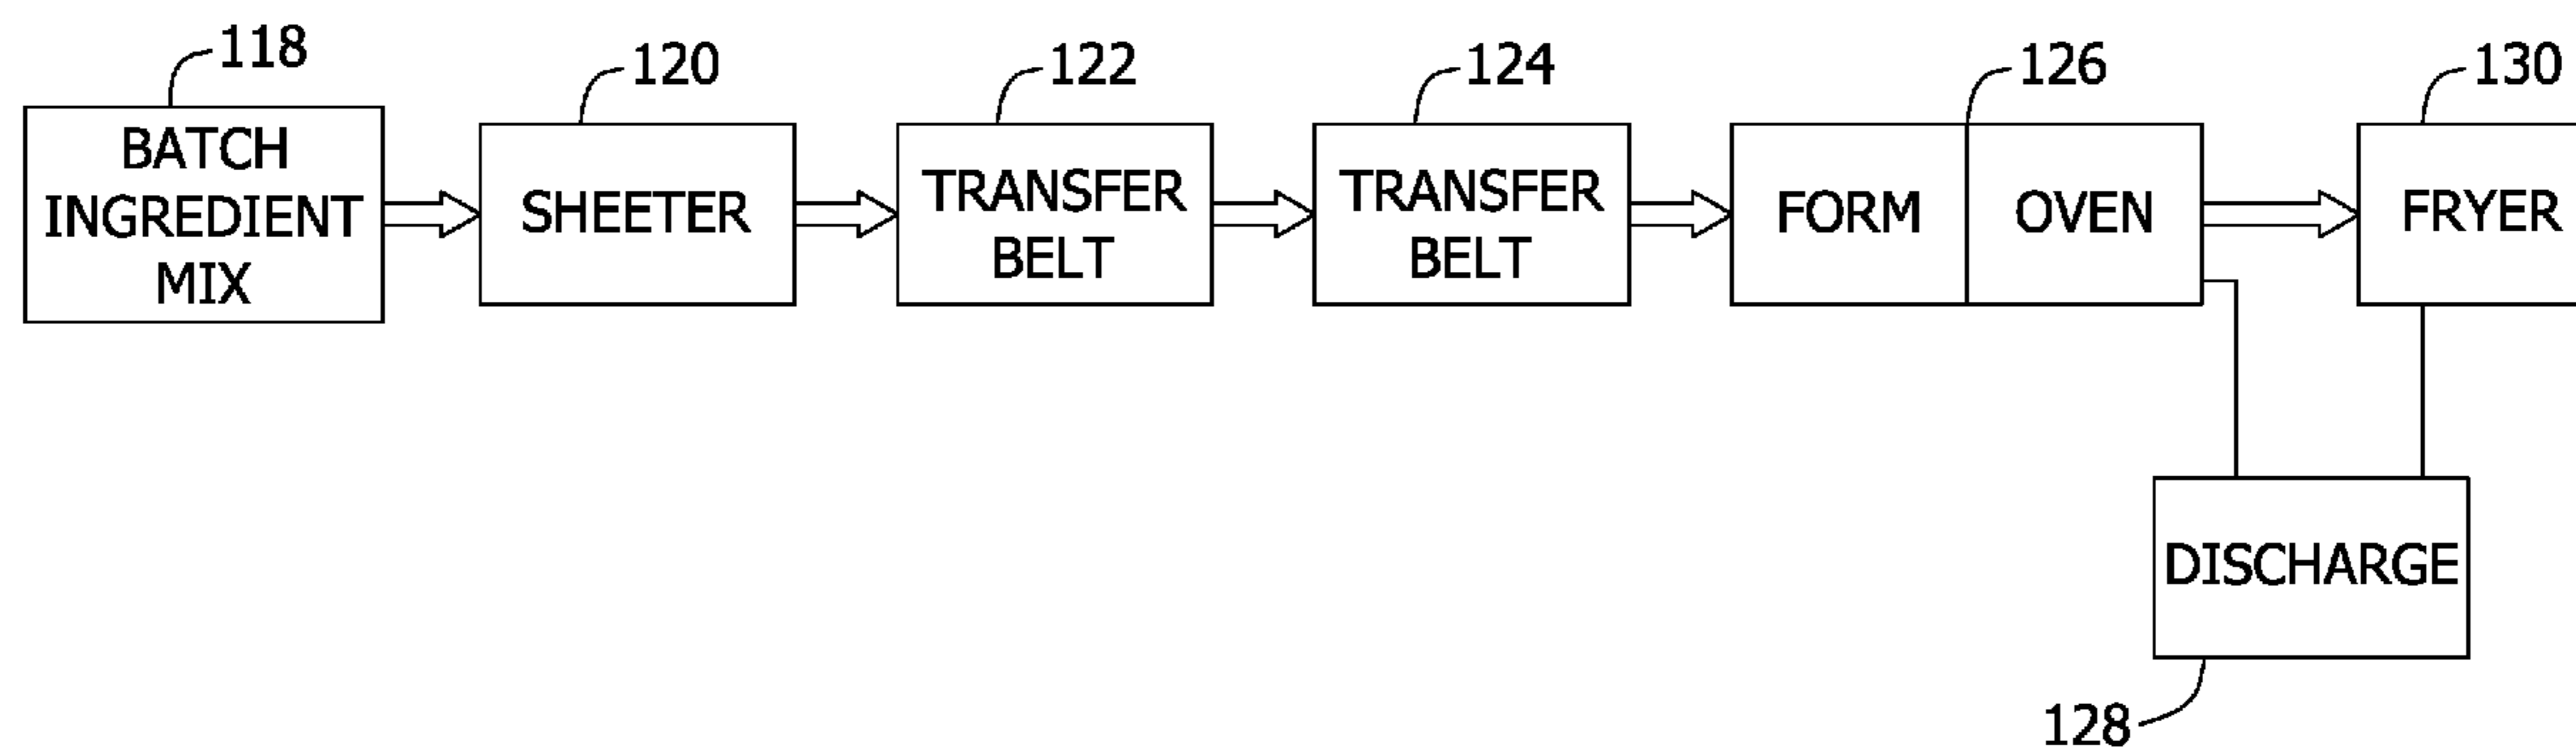 118
120
122
124
126
130
BATCH
INGREDIENT
MIX
SHEETER
TRANSFER
BELT
TRANSFER
BELT
FORM
OVEN
FRYER
DISCHARGE
128